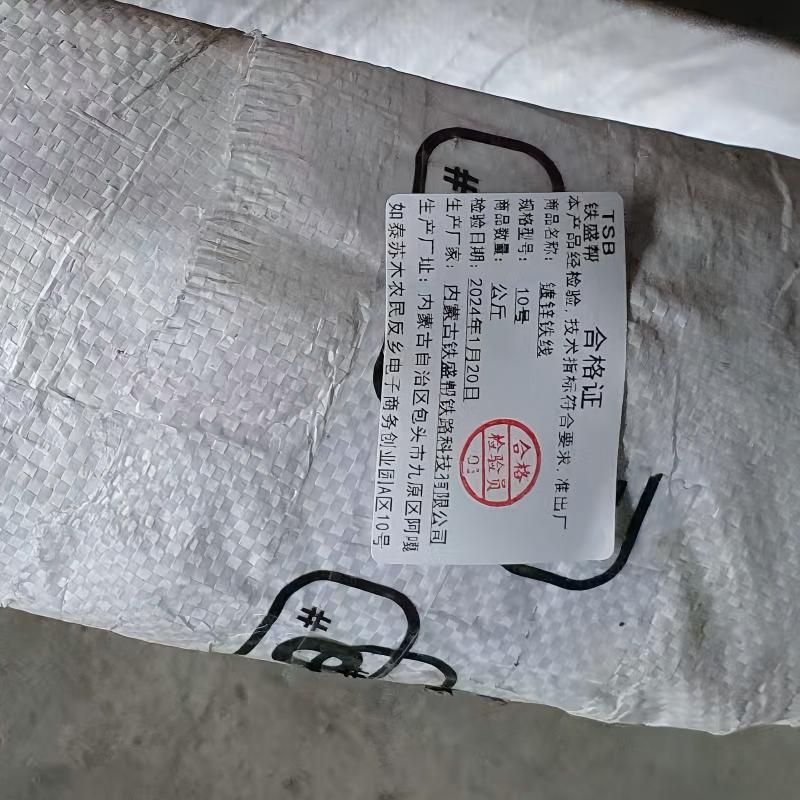 TSB
铁盛帮
合格证
本产品经检验,技术指标符合要求,准出厂
商品名称: 镀锌铁线
规格型号: 10号
商品数量: 公斤
检验日期: 2024年1月20日
生产厂家: 内蒙古铁盛帮铁路科技有限公司
生产厂址: 内蒙古自治区包头市九原区阿嘎
如泰苏木农民反乡电子商务创业园A区10号
合格
检验员
01
#
#